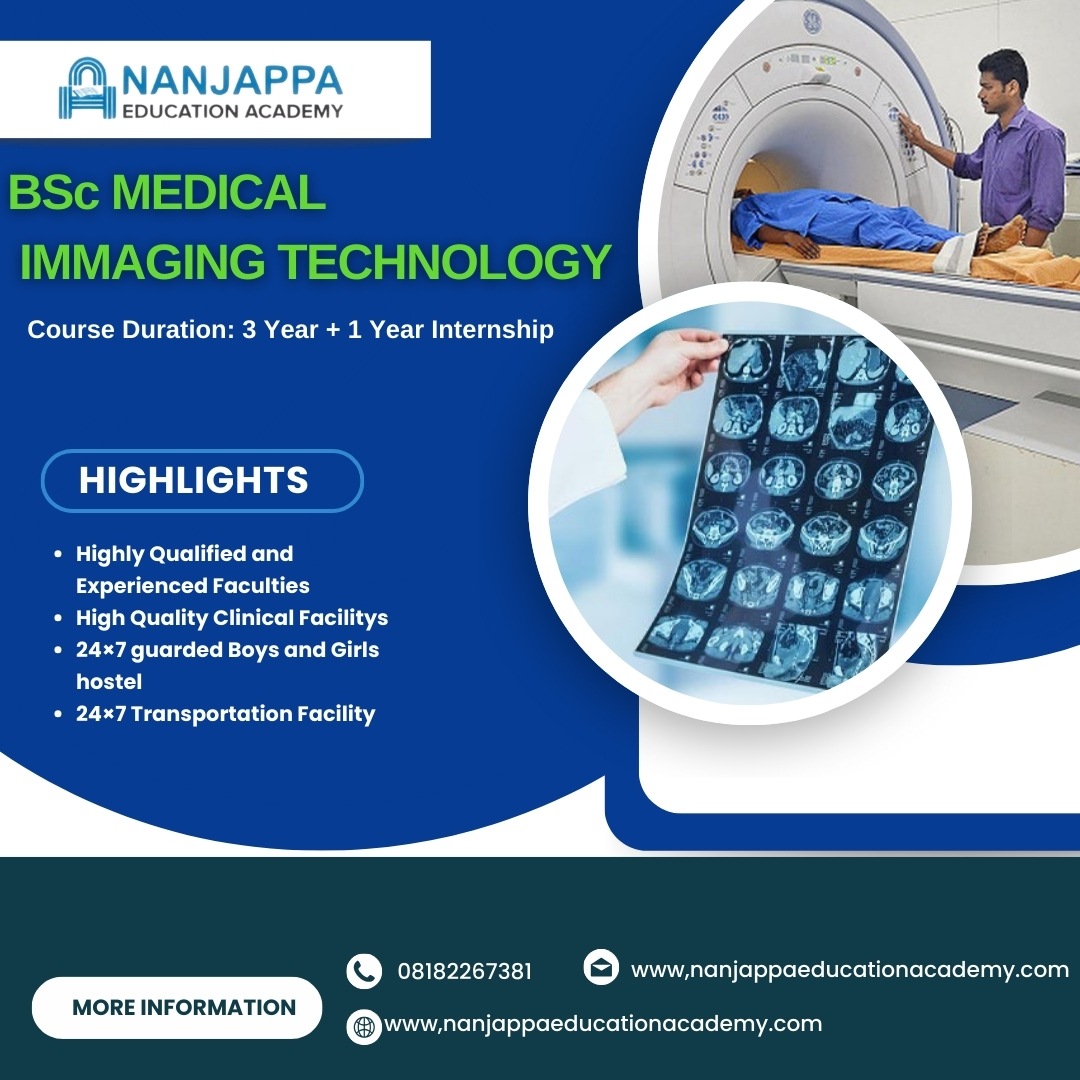 NANJAPPA
EDUCATION ACADEMY
BSc MEDICAL
IMMAGING TECHNOLOGY
Course Duration: 3 Year + 1 Year Internship
HIGHLIGHTS
• Highly Qualified and
Experienced Faculties
• High Quality Clinical Facilitys
• 24×7 guarded Boys and Girls
hostel
• 24×7 Transportation Facility
MORE INFORMATION
08182267381
www,nanjappaeducationacademy.com
www,nanjappaeducationacademy.com